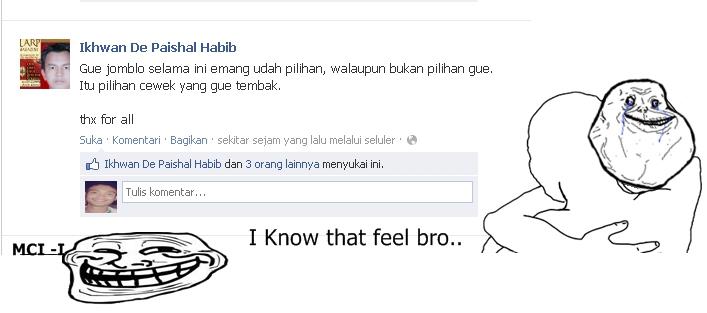 LARP
Ikhwan De Paishal Habib
Gue jomblo selama ini emang udah pilihan, walaupun bukan pilihan gue.
Itu pilihan cewek yang gue tembak.
thx for all
Suka · Komentari · Bagikan · sekitar sejam yang lalu melalui seluler ·
Ikhwan De Paishal Habib dan 3 orang lainnya menyukai ini.
Tulis komentar...
I Know that feel bro..
MCI -I